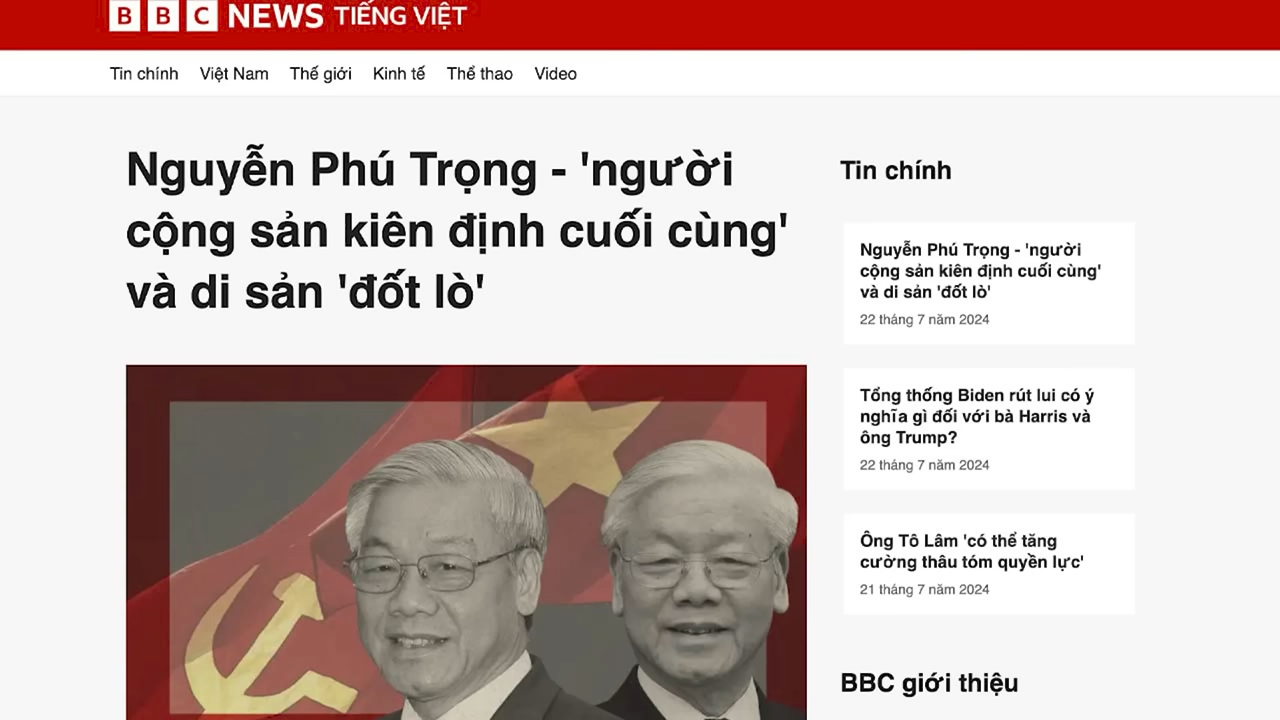 BBC NEWS TIẾNG VIỆT
Tin chính Việt Nam Thế giới Kinh tế Thể thao Video
Nguyễn Phú Trọng - 'người
cộng sản kiên định cuối cùng'
và di sản 'đốt lò'
Tin chính
Nguyễn Phú Trọng - 'người
cộng sản kiên định cuối cùng'
và di sản 'đốt lò'
22 tháng 7 năm 2024
Tổng thống Biden rút lui có ý
nghĩa gì đối với bà Harris và
ông Trump?
22 tháng 7 năm 2024
Ông Tô Lâm 'có thể tăng
cường thâu tóm quyền lực'
21 tháng 7 năm 2024
BBC giới thiệu